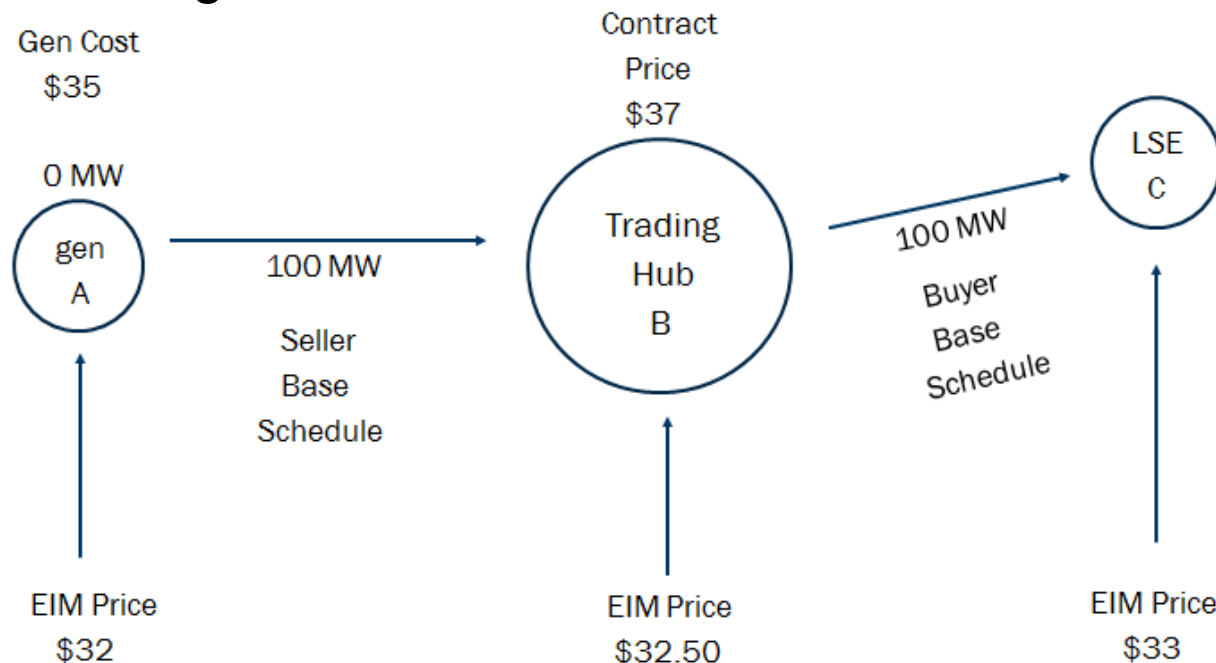 Gen Cost
$35
0 MW
gen
A
100 MW
Seller
Base
Schedule
EIM Price
$32
Contract
Price
$37
Trading
Hub
B
EIM Price
$32.50
100 MW
Buyer
Base
Schedule
LSE
C
EIM Price
$33